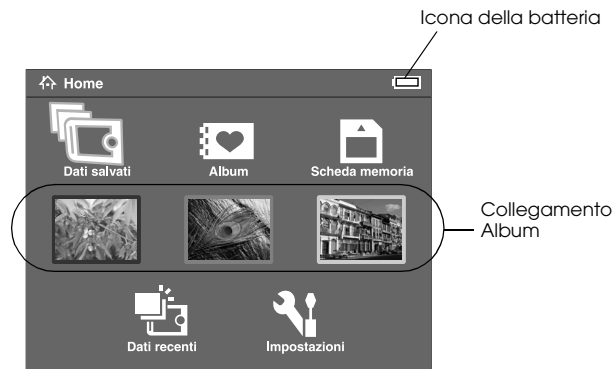 Icona della batteria
Home
Dati salvati
Album
Scheda memoria
Collegamento
Album
Dati recenti
Impostazioni